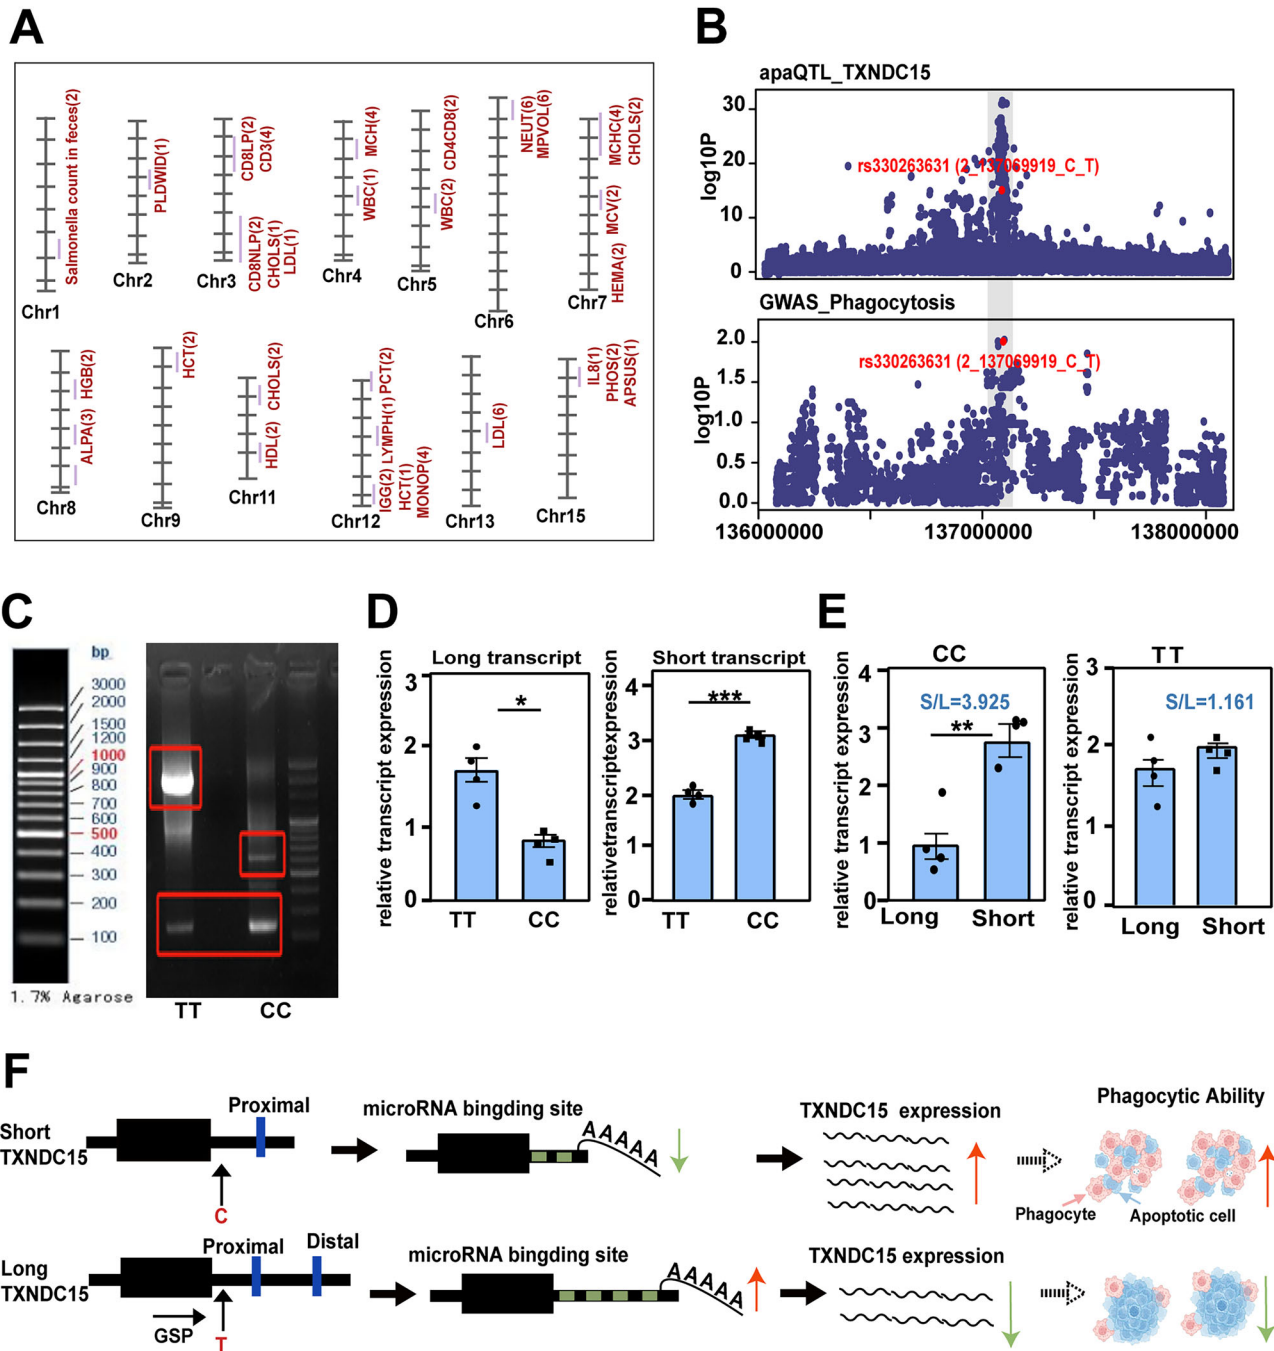 A
Salmonella count in feces(2)
Chr1
PLDWID(1)
Chr2
CD8LP(2)
CD3(4)
CD8NLP(2)
CHOLS(1)
LDL(1)
Chr3
MCH(4)
WBC(1)
Chr4
CD4CD8(2)
WBC(2)
Chr5
NEUT(6)
MPVOL(6)
Chr6
MCHC(4)
CHOLS(2)
MCV(2)
HEMA(2)
Chr7
HGB(2)
ALPA(3)
Chr8
HCT(2)
Chr9
CHOLS(2)
HDL(2)
Chr11
PCT(2)
LYMPH(1)
IGG(2)
HCT(1)
MONOP(4)
Chr12
LDL(6)
Chr13
IL8(1)
PHOS(2)
APSUS(1)
Chr15
B
apaQTL_TXNDC15
log10P
30
20
10
0
rs330263631 (2_137069919_C_T)
GWAS_Phagocytosis
log10P
2.0
1.5
1.0
0.5
0.0
rs330263631 (2_137069919_C_T)
136000000 137000000 138000000
C
bp
3000
2000
1500
1200
1000
900
800
700
600
500
400
300
200
100
1.7% Agarose
TT CC
D
Long transcript
relative transcript expression
3
2
1
0
*
TT CC
Short transcript
relativetranscriptexpression
4
3
2
1
0
***
TT CC
E
CC
relative transcript expression
4
3
2
1
0
S/L=3.925
**
Long Short
TT
relative transcript expression
3
2
1
0
S/L=1.161
Long Short
F
Short
TXNDC15
Proximal
C
microRNA bingding site
AAAAA
TXNDC15 expression
Phagocytic Ability
Phagocyte
Apoptotic cell
Long
TXNDC15
Proximal
Distal
GSP
T
microRNA bingding site
AAAAA
TXNDC15 expression